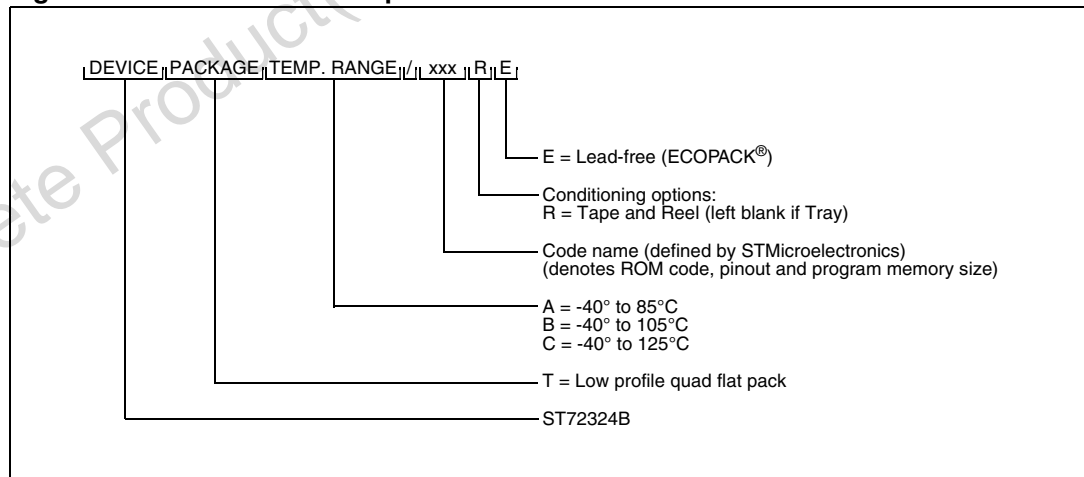 DEVICE PACKAGE TEMP. RANGE / xxx R E
E = Lead-free (ECOPACK®)
Conditioning options:
R = Tape and Reel (left blank if Tray)
Code name (defined by STMicroelectronics)
(denotes ROM code, pinout and program memory size)
A = -40° to 85°C
B = -40° to 105°C
C = -40° to 125°C
T = Low profile quad flat pack
ST72324B